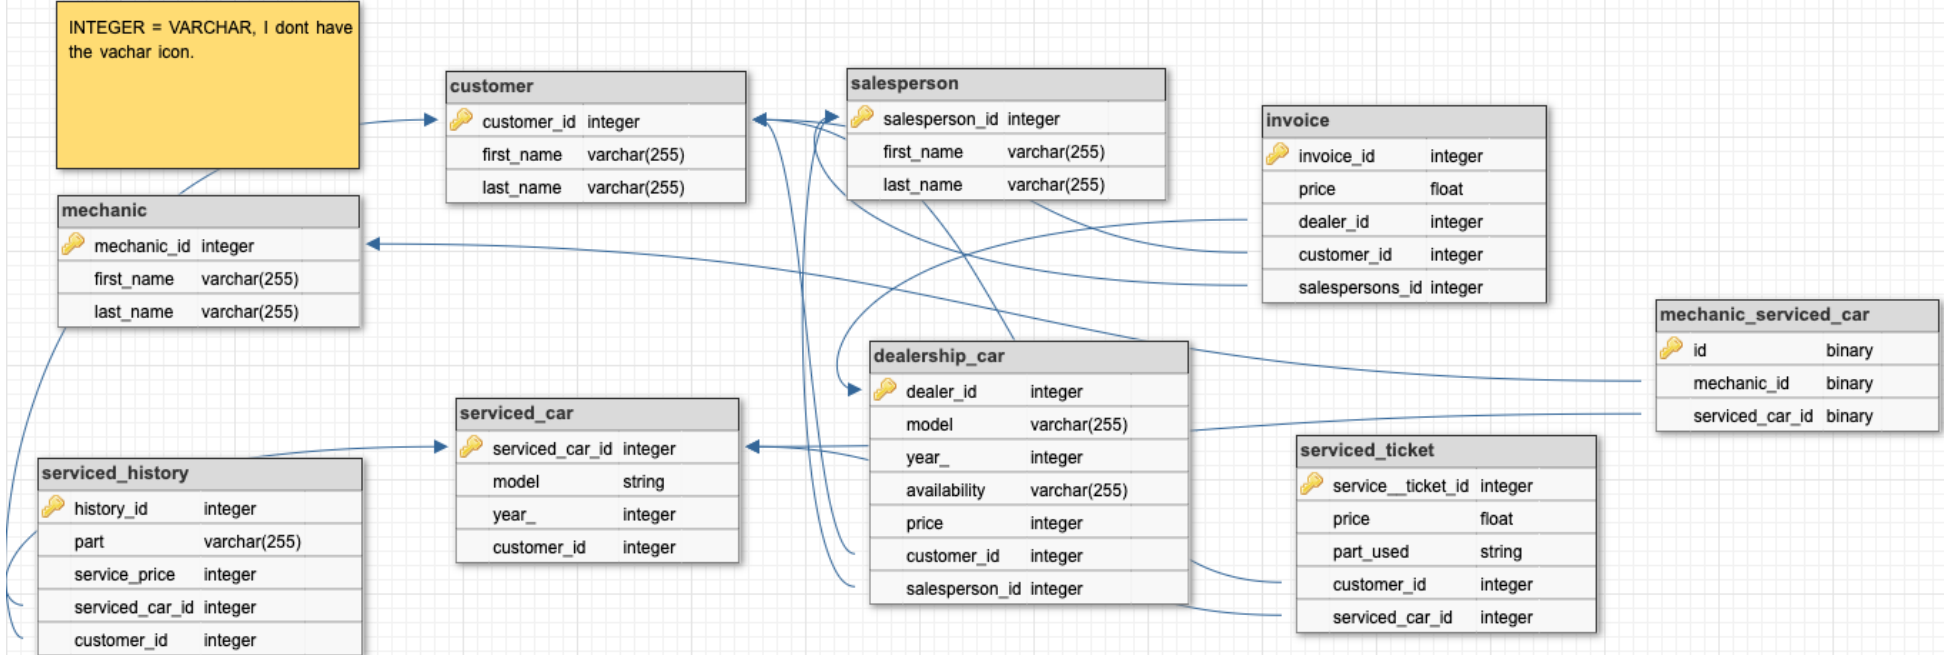 INTEGER = VARCHAR, I dont have
the vachar icon.
customer
customer_id integer
first_name varchar(255)
last_name varchar(255)
salesperson
salesperson_id integer
first_name varchar(255)
last_name varchar(255)
invoice
invoice_id integer
price float
dealer_id integer
customer_id integer
salespersons_id integer
mechanic
mechanic_id integer
first_name varchar(255)
last_name varchar(255)
mechanic_serviced_car
id binary
mechanic_id binary
serviced_car_id binary
dealership_car
dealer_id integer
model varchar(255)
year_ integer
availability varchar(255)
price integer
customer_id integer
salesperson_id integer
serviced_car
serviced_car_id integer
model string
year_ integer
customer_id integer
serviced_ticket
service__ticket_id integer
price float
part_used string
customer_id integer
serviced_car_id integer
serviced_history
history_id integer
part varchar(255)
service_price integer
serviced_car_id integer
customer_id integer